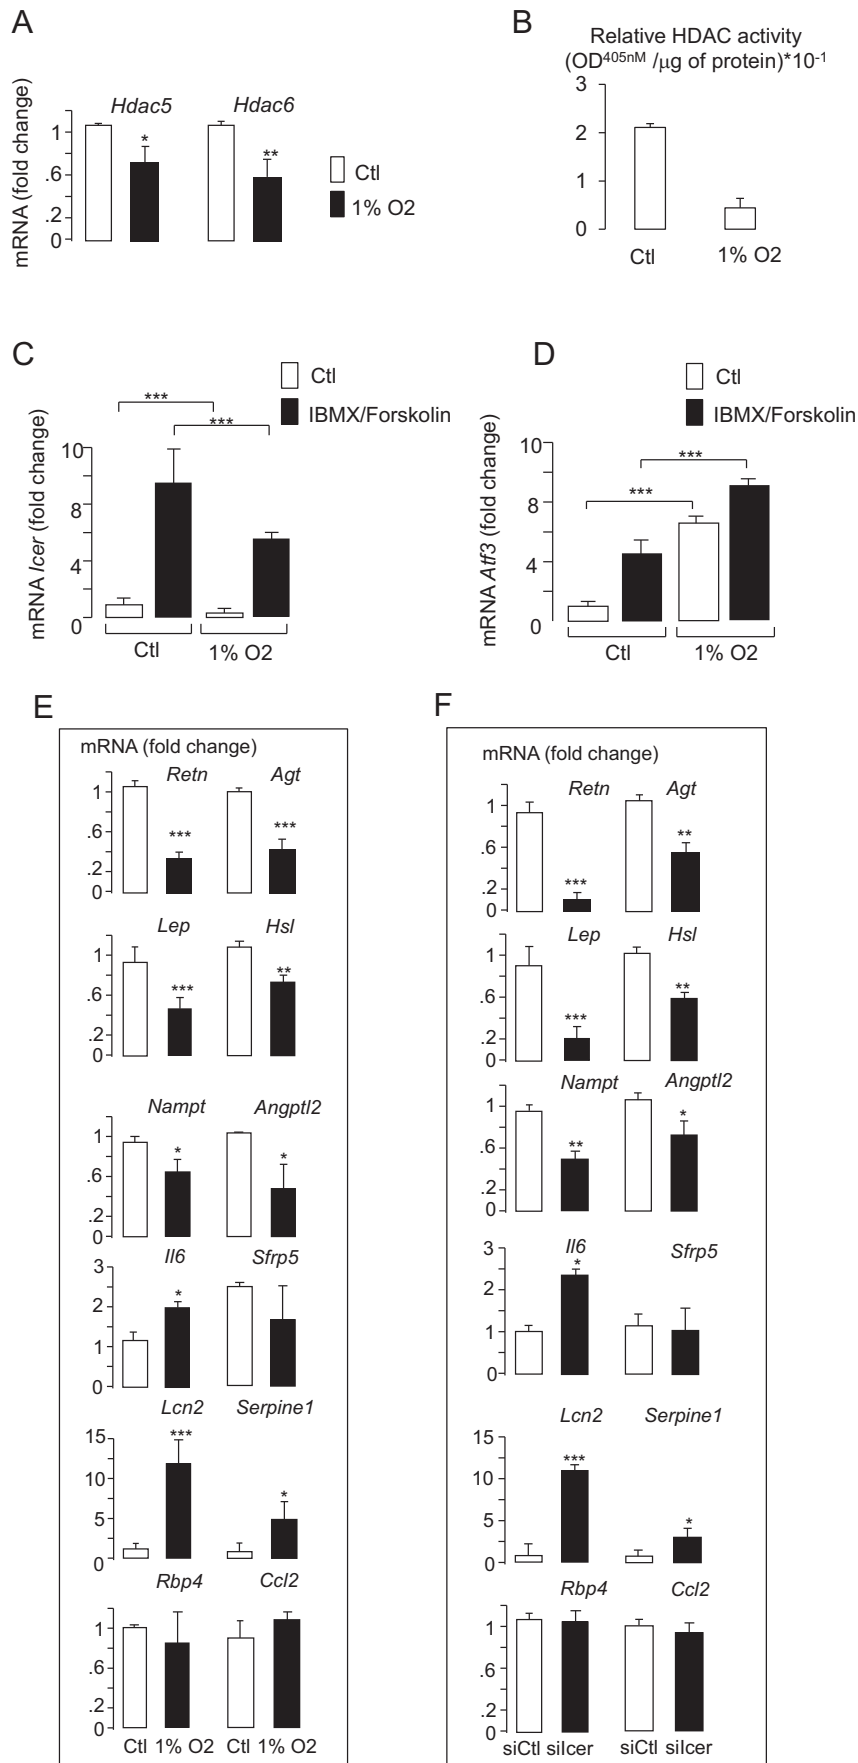 A
mRNA (fold change)
Hdac5 Hdac6
1
.6
.2
0
* **
Ctl
1% O2
B
Relative HDAC activity
(OD405nM /μg of protein)*10-1
3
2
1
0
Ctl 1% O2
C
Ctl
IBMX/Forskolin
mRNA Icer (fold change)
***
***
10
8
4
0
Ctl 1% O2
D
Ctl
IBMX/Forskolin
mRNA Atf3 (fold change)
***
***
10
8
4
0
Ctl 1% O2
E
mRNA (fold change)
Retn Agt
1
.6
.2
0
*** ***
Lep Hsl
1
.6
.2
0
*** **
Nampt Angptl2
1
.6
.2
0
* *
Il6 Sfrp5
3
2
1
0
*
Lcn2 Serpine1
15
10
5
0
*** *
Rbp4 Ccl2
1
.6
.2
0
Ctl 1% O2 Ctl 1% O2
F
mRNA (fold change)
Retn Agt
1
.6
.2
0
*** **
Lep Hsl
1
.6
.2
0
*** **
Nampt Angptl2
1
.6
.2
0
** *
Il6 Sfrp5
3
2
1
0
*
Lcn2 Serpine1
15
10
5
0
*** *
Rbp4 Ccl2
1
.6
.2
0
siCtl silcer siCtl silcer